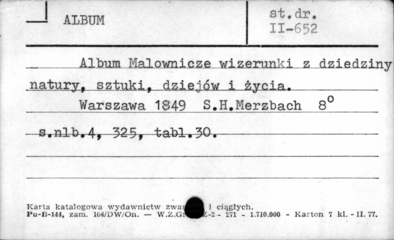 ALBUM
st.dr.
II-652
Album Malownicze wizerunki z dziedziny
natury, sztuki, dziejów i życia.
Warszawa 1849 S.H.Merzbach 8°
s.nlb.4, 325, tabl.30.
Karta katalogowa wydawnictw i ciągłych.
Pu-B-144, zam. 164/DW/On. — W.Z. 271 - 1.710.000 - Karton 7 kl. - II. 77.